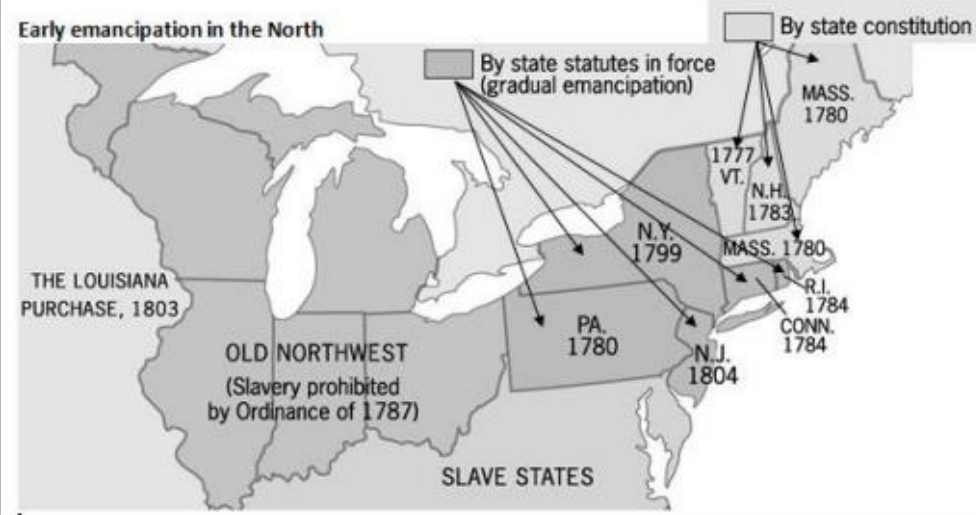 Early emancipation in the North
By state constitution
By state statutes in force
(gradual emancipation)
MASS.
1780
1777
VT.
N.H.
1783
N.Y.
1799
MASS. 1780
THE LOUISIANA
PURCHASE, 1803
R.I.
1784
CONN.
1784
PA.
1780
N.J.
1804
OLD NORTHWEST
(Slavery prohibited
by Ordinance of 1787)
SLAVE STATES